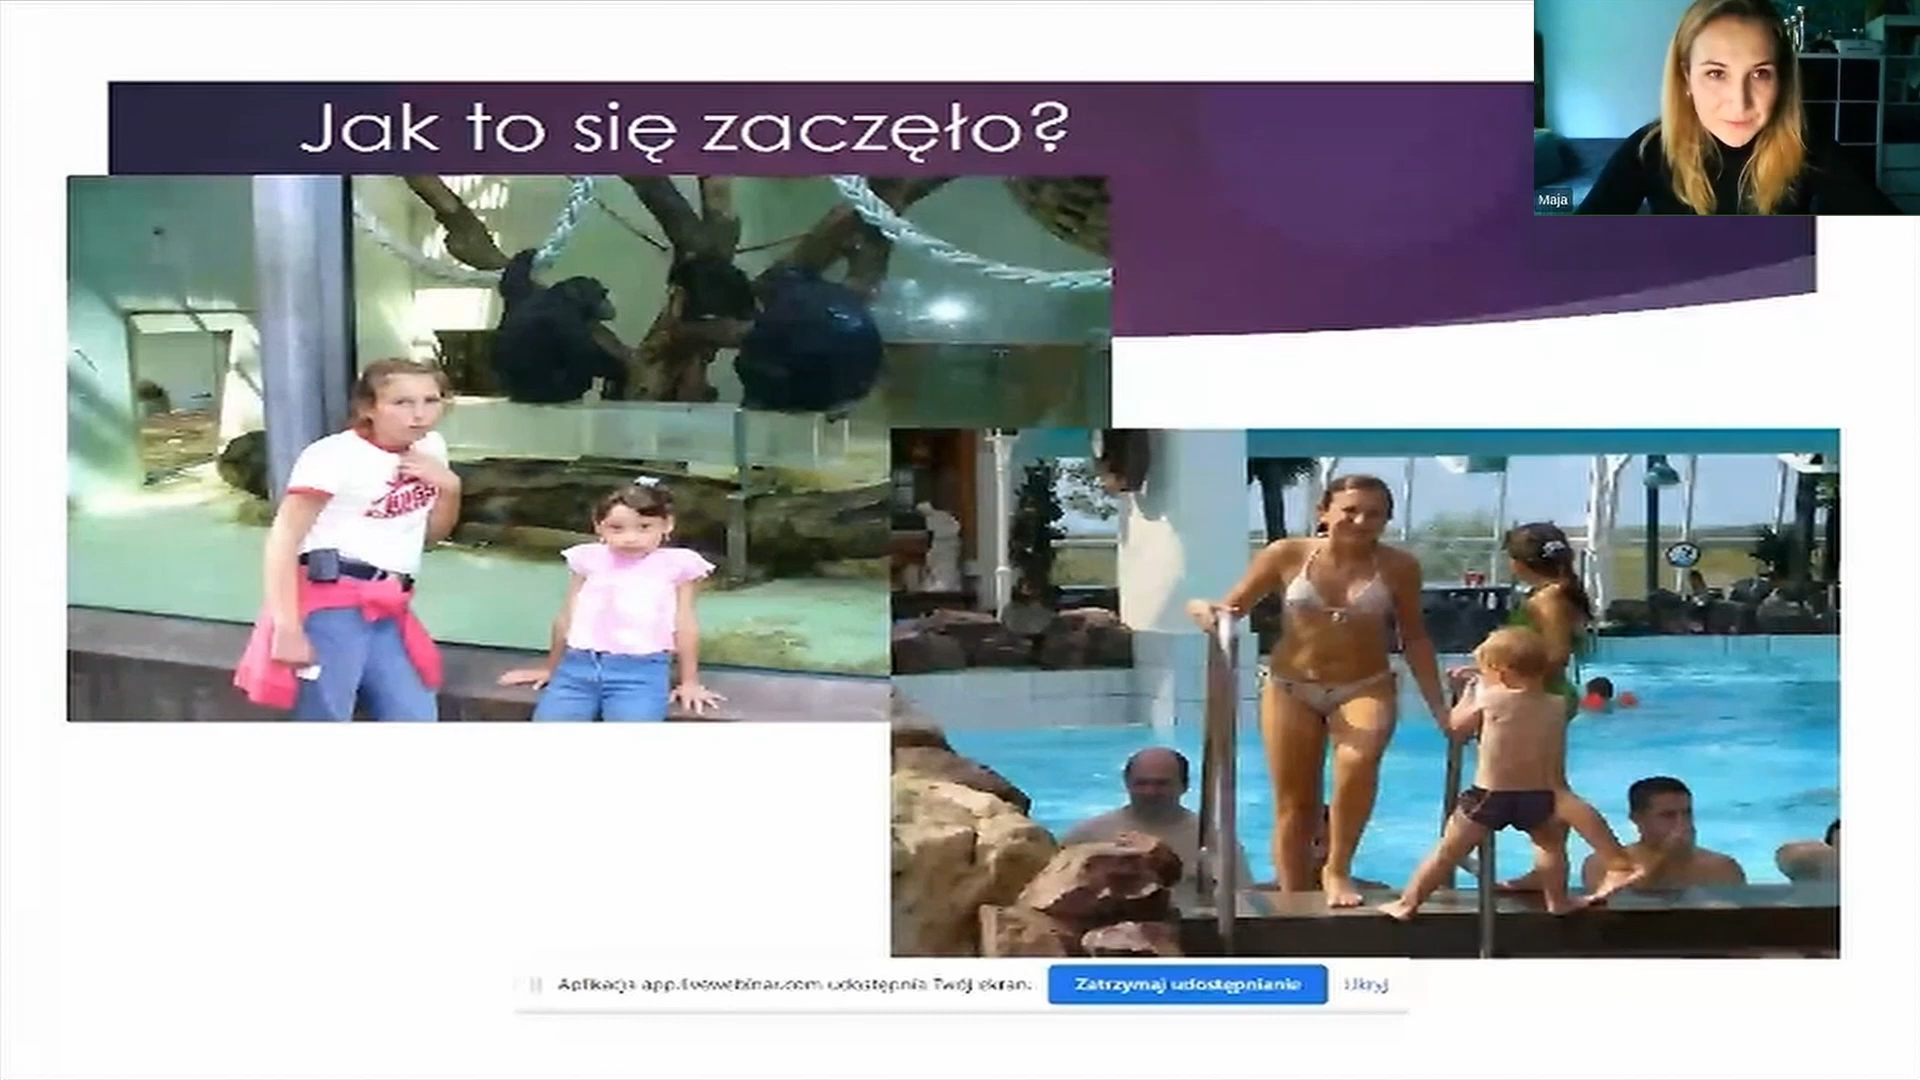 Jak to się zaczęło?
Maja
Aplikacja app.livewebinar.com udostępnia Twój ekran.
Zatrzymaj udostępnianie
Ukryj